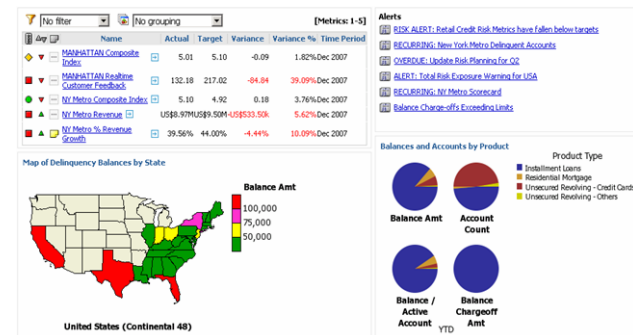 No filter
No grouping
[Metrics: 1-5]
Name Actual Target Variance Variance % Time Period
MANHATTAN Composite
Index
5.01 5.10 -0.09 1.82% Dec 2007
MANHATTAN Realtime
Customer Feedback
132.18 217.02 -84.84 39.09% Dec 2007
NY Metro Composite Index 5.10 4.92 0.18 3.76% Dec 2007
NY Metro Revenue US$8.97M US$9.50M -US$533.50k 5.62% Dec 2007
NY Metro % Revenue
Growth
39.56% 44.00% -4.44% 10.09% Dec 2007
Alerts
RISK ALERT: Retail Credit Risk Metrics have fallen below targets
RECURRING: New York Metro Delinquent Accounts
OVERDUE: Update Risk Planning for Q2
ALERT: Total Risk Exposure Warning for USA
RECURRING: NY Metro Scorecard
Balance Charge-offs Exceeding Limits
Map of Delinquency Balances by State
Balance Amt
100,000
75,000
50,000
United States (Continental 48)
Balances and Accounts by Product
Product Type
Installment Loans
Residential Mortgage
Unsecured Revolving - Credit Cards
Unsecured Revolving - Others
Balance Amt
Account
Count
Balance /
Active
Account
Balance
Chargeoff
Amt
YTD